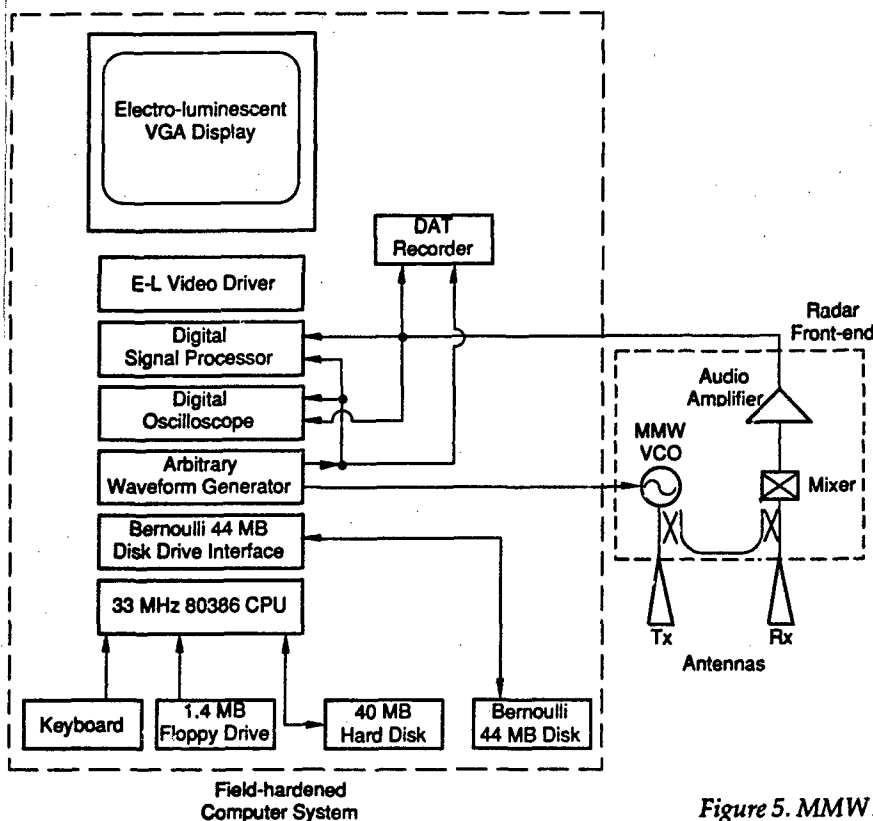 Electro-luminescent
VGA Display
DAT
Recorder
E-L Video Driver
Digital
Signal Processor
Digital
Oscilloscope
Arbitrary
Waveform Generator
Bernoulli 44 MB
Disk Drive Interface
33 MHz 80386 CPU
Keyboard
1.4 MB
Floppy Drive
40 MB
Hard Disk
Bernoulli
44 MB Disk
Field-hardened
Computer System
Radar
Front-end
Audio
Amplifier
MMW
VCO
Mixer
Tx
Rx
Antennas
Figure 5. MMW